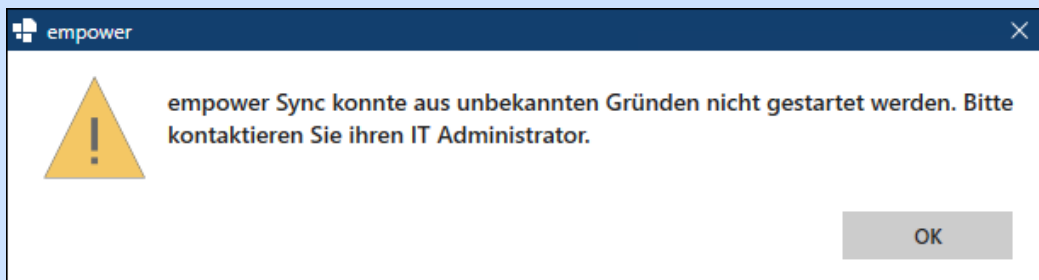 empower
empower Sync konnte aus unbekannten Gründen nicht gestartet werden. Bitte
kontaktieren Sie ihren IT Administrator.
OK